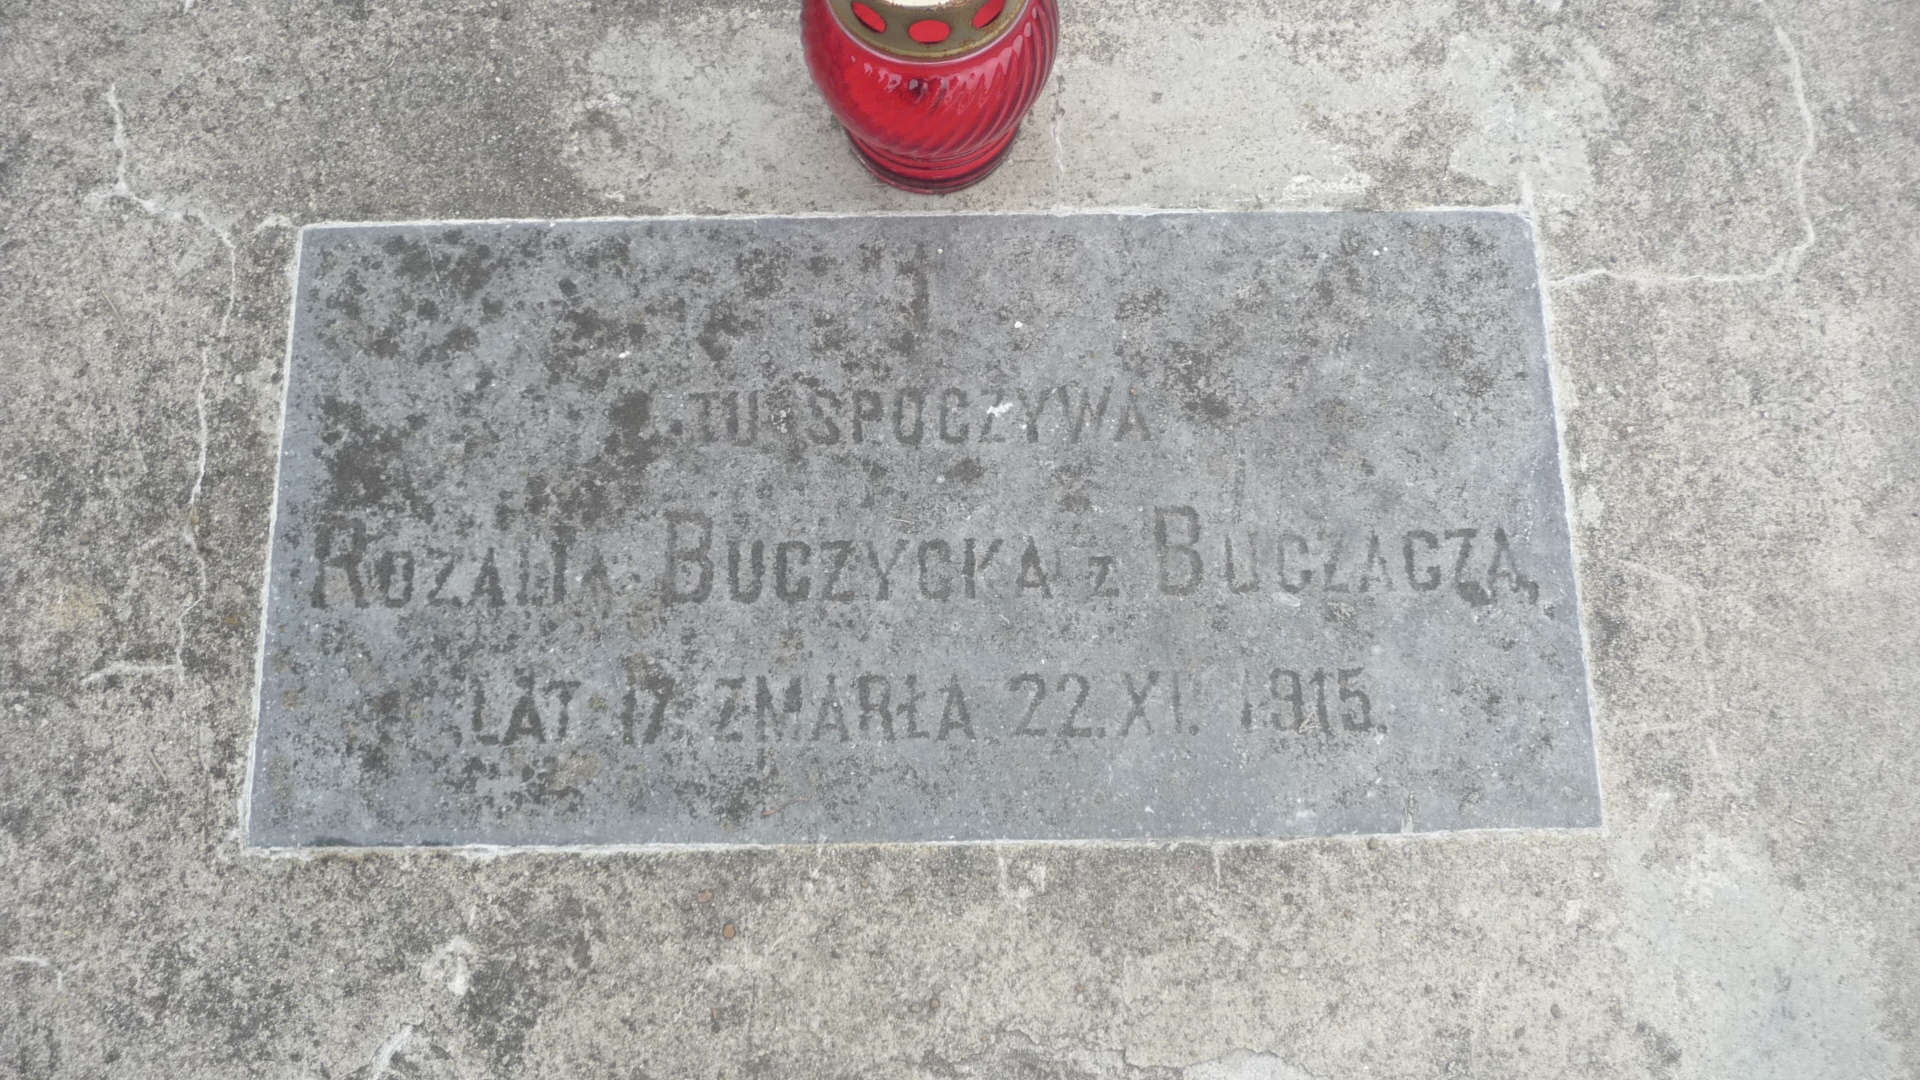 TU SPOCZYWA
ROZALIA BUCZYCKA Z BUCZACZA,
LAT 17 ZMARŁA 22.XI. 1915.